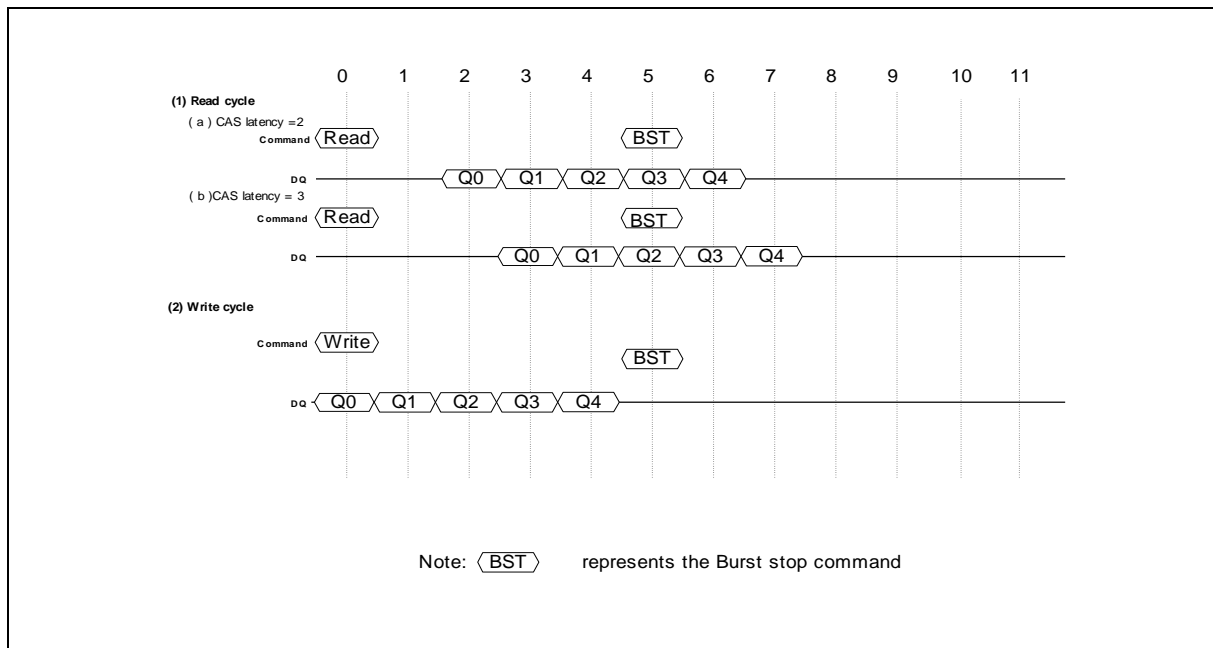 0 1 2 3 4 5 6 7 8 9 10 11
(1) Read cycle
( a ) CAS latency =2
Command Read BST
DQ Q0 Q1 Q2 Q3 Q4
( b )CAS latency = 3
Command Read BST
DQ Q0 Q1 Q2 Q3 Q4
(2) Write cycle
Command Write BST
DQ Q0 Q1 Q2 Q3 Q4
Note: BST represents the Burst stop command